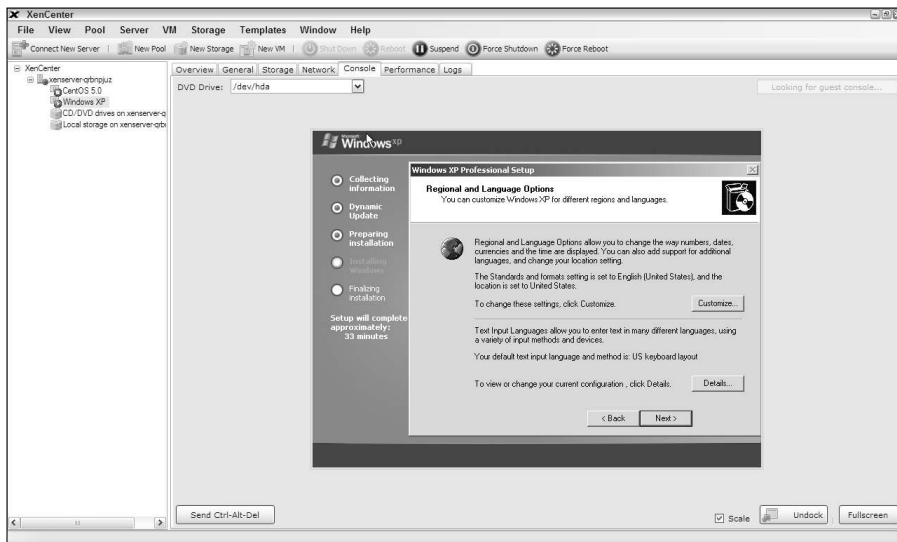 XenCenter
File View Pool Server VM Storage Templates Window Help
Connect New Server New Pool New Storage New VM Shut Down Reboot Suspend Force Shutdown Force Reboot
XenCenter
xenserver-qrbnpjuz
CentOS 5.0
Windows XP
CD/DVD drives on xenserver-q
Local storage on xenserver-qrb
Overview General Storage Network Console Performance Logs
DVD Drive: /dev/hda
Looking for guest console...
Microsoft
Windows xp
Collecting
information
Dynamic
Update
Preparing
installation
Installing
Windows
Finalizing
installation
Setup will complete
approximately:
33 minutes
Windows XP Professional Setup
Regional and Language Options
You can customize Windows XP for different regions and languages.
Regional and Language Options allow you to change the way numbers, dates,
currencies and the time are displayed. You can also add support for additional
languages, and change your location setting.
The Standards and formats setting is set to English (United States), and the
location is set to United States.
To change these settings, click Customize.
Customize...
Text Input Languages allow you to enter text in many different languages, using
a variety of input methods and devices.
Your default text input language and method is: US keyboard layout
To view or change your current configuration , click Details.
Details...
< Back Next >
Send Ctrl-Alt-Del
Scale
Undock
Fullscreen